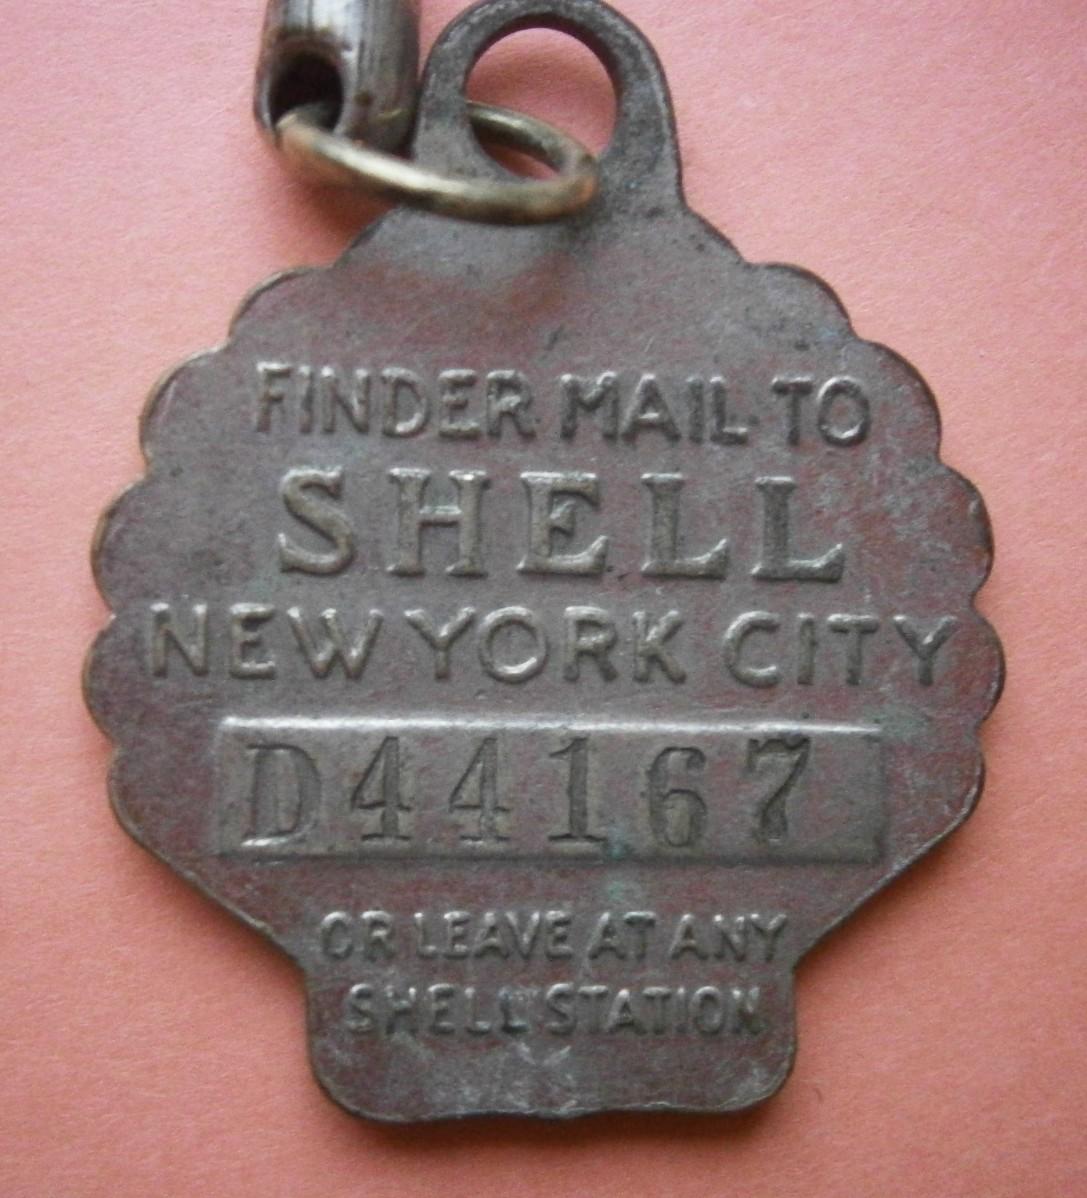 FINDER MAIL TO
SHELL
NEW YORK CITY
D44167
OR LEAVE AT ANY
SHELL STATION